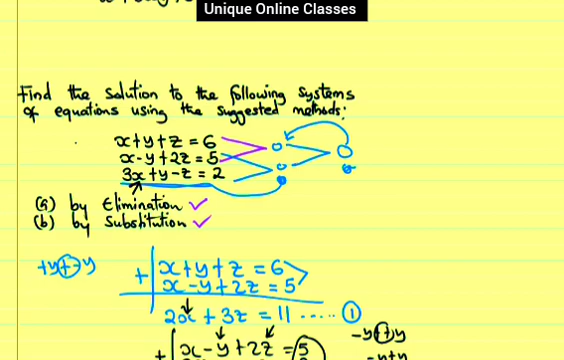 Unique Online Classes
Find the solution to the following systems
of equations using the suggested methods:
x+y+z = 6
x-y+2z = 5
3x+y-z = 2
(a) by Elimination ✓
(b) by Substitution ✓
+y+-y
+ x+y+z = 6
x-y+2z = 5
2x + 3z = 11 ..... ①
-y+y
+ x-y+2z = 5
-y+y